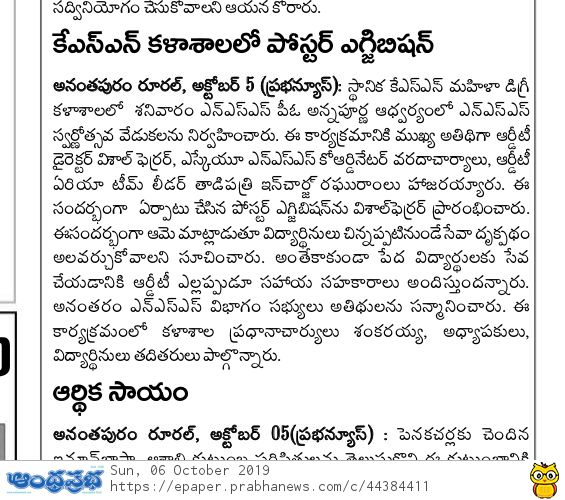 సద్వినియోగం చేసుకోవాలని ఆయన కోరారు.
కేఎస్ఎన్ కళాశాలలో పోస్టర్ ఎగ్జిబిషన్
అనంతపురం రూరల్, అక్టోబర్ 5 (ప్రభన్యూస్): స్థానిక కేఎస్ఎన్ మహిళా డిగ్రీ
కళాశాలలో శనివారం ఎన్ఎస్ఎస్ పీఓ అన్నపూర్ణ ఆధ్వర్యంలో ఎన్ఎస్ఎస్
స్వర్ణోత్సవ వేడుకలను నిర్వహించారు. ఈ కార్యక్రమానికి ముఖ్య అతిథిగా ఆర్డీటీ
డైరెక్టర్ విశాల్ ఫెర్రర్, ఎస్కేయూ ఎన్ఎస్ఎస్ కోఆర్డినేటర్ వరదాచార్యులు, ఆర్డీటీ
ఏరియా టీమ్ లీడర్ తాడిపత్రి ఇన్‌చార్జ్ రఘురాంలు హాజరయ్యారు. ఈ
సందర్భంగా ఏర్పాటు చేసిన పోస్టర్ ఎగ్జిబిషన్‌ను విశాల్‌ఫెర్రర్ ప్రారంభించారు.
ఈసందర్భంగా ఆమె మాట్లాడుతూ విద్యార్థినులు చిన్నప్పటినుండేసేవా దృక్పథం
అలవర్చుకోవాలని సూచించారు. అంతేకాకుండా పేద విద్యార్థులకు సేవ
చేయడానికి ఆర్డీటీ ఎల్లప్పుడూ సహాయ సహకారాలు అందిస్తుందన్నారు.
అనంతరం ఎన్ఎస్ఎస్ విభాగం సభ్యులు అతిథులను సన్మానించారు. ఈ
కార్యక్రమంలో కళాశాల ప్రధానాచార్యులు శంకరయ్య, అధ్యాపకులు,
విద్యార్థినులు తదితరులు పాల్గొన్నారు.
ఆర్థిక సాయం
అనంతపురం రూరల్, అక్టోబర్ 05(ప్రభన్యూస్) : పెనకచర్లకు చెందిన
ఆంధ్రప్రభ
Sun, 06 October 2019
https://epaper.prabhanews.com/c/44384411